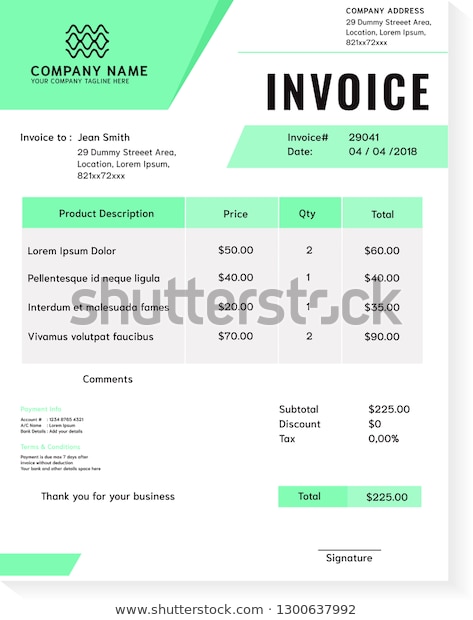 COMPANY NAME
YOUR COMPANY TAGLINE HERE
COMPANY ADDRESS
29 Dummy Streeet Area,
Location, Lorem Ipsum,
821xx72xxx
INVOICE
Invoice to : Jean Smith
29 Dummy Streeet Area,
Location, Lorem Ipsum,
821xx72xxx
Invoice# 29041
Date: 04 / 04 /2018
Product Description Price Qty Total
Lorem Ipsum Dolor $50.00 2 $60.00
Pellentesque id neque ligula $40.00 1 $40.00
Interdum et malesuada fames $20.00 1 $35.00
Vivamus volutpat faucibus $70.00 2 $90.00
shutterstock
Comments
Payment Info
Account # : 1234 8765 4321
A/C Name : Lorem Ipsum
Bank Details : Add your details
Terms & Conditions
Payment is due max 7 days after
invoice without deduction
Your bank and other details space here
Subtotal $225.00
Discount $0
Tax 0,00%
Thank you for your business
Total $225.00
Signature
www.shutterstock.com · 1300637992